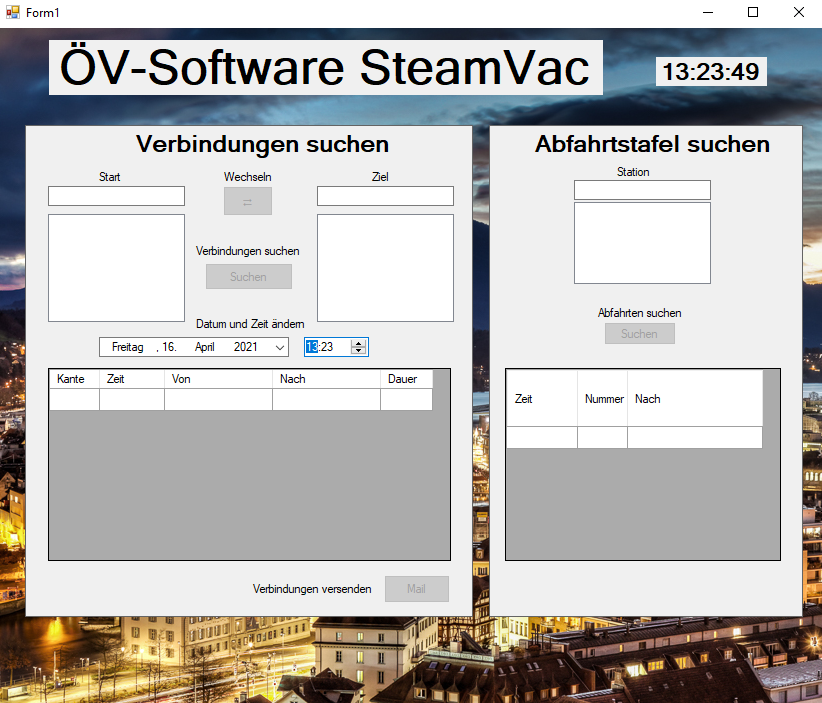 Form1
ÖV-Software SteamVac
13:23:49
Verbindungen suchen
Start
Wechseln
Ziel
⇄
Verbindungen suchen
Suchen
Datum und Zeit ändern
Freitag , 16. April 2021
13:23
Kante Zeit Von Nach Dauer
Verbindungen versenden
Mail
Abfahrtstafel suchen
Station
Abfahrten suchen
Suchen
Zeit Nummer Nach